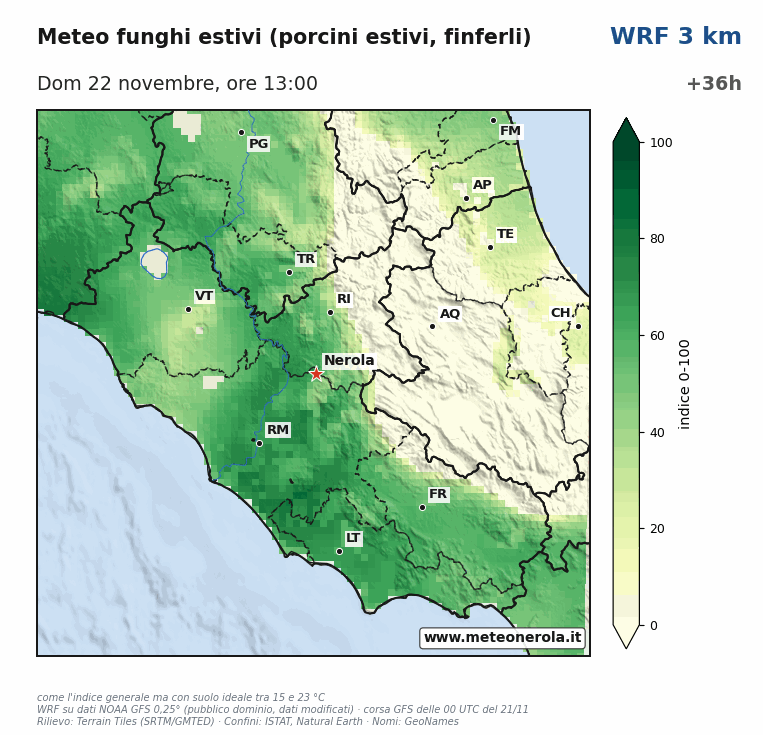 Meteo funghi estivi (porcini estivi, finferli)
WRF 3 km
Dom 22 novembre, ore 13:00
+36h
FM
PG
AP
TE
TR
VT
RI
AQ
CH
Nerola
RM
FR
LT
www.meteonerola.it
100
80
60
40
20
0
indice 0-100
come l'indice generale ma con suolo ideale tra 15 e 23 °C
WRF su dati NOAA GFS 0,25° (pubblico dominio, dati modificati) · corsa GFS delle 00 UTC del 21/11
Rilievo: Terrain Tiles (SRTM/GMTED) · Confini: ISTAT, Natural Earth · Nomi: GeoNames